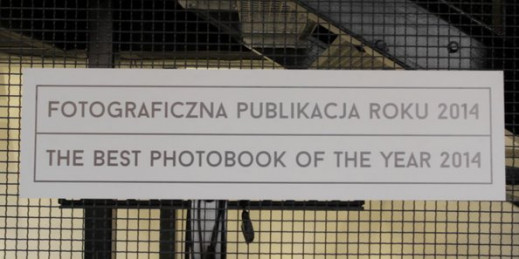 FOTOGRAFICZNA PUBLIKACJA ROKU 2014
THE BEST PHOTOBOOK OF THE YEAR 2014